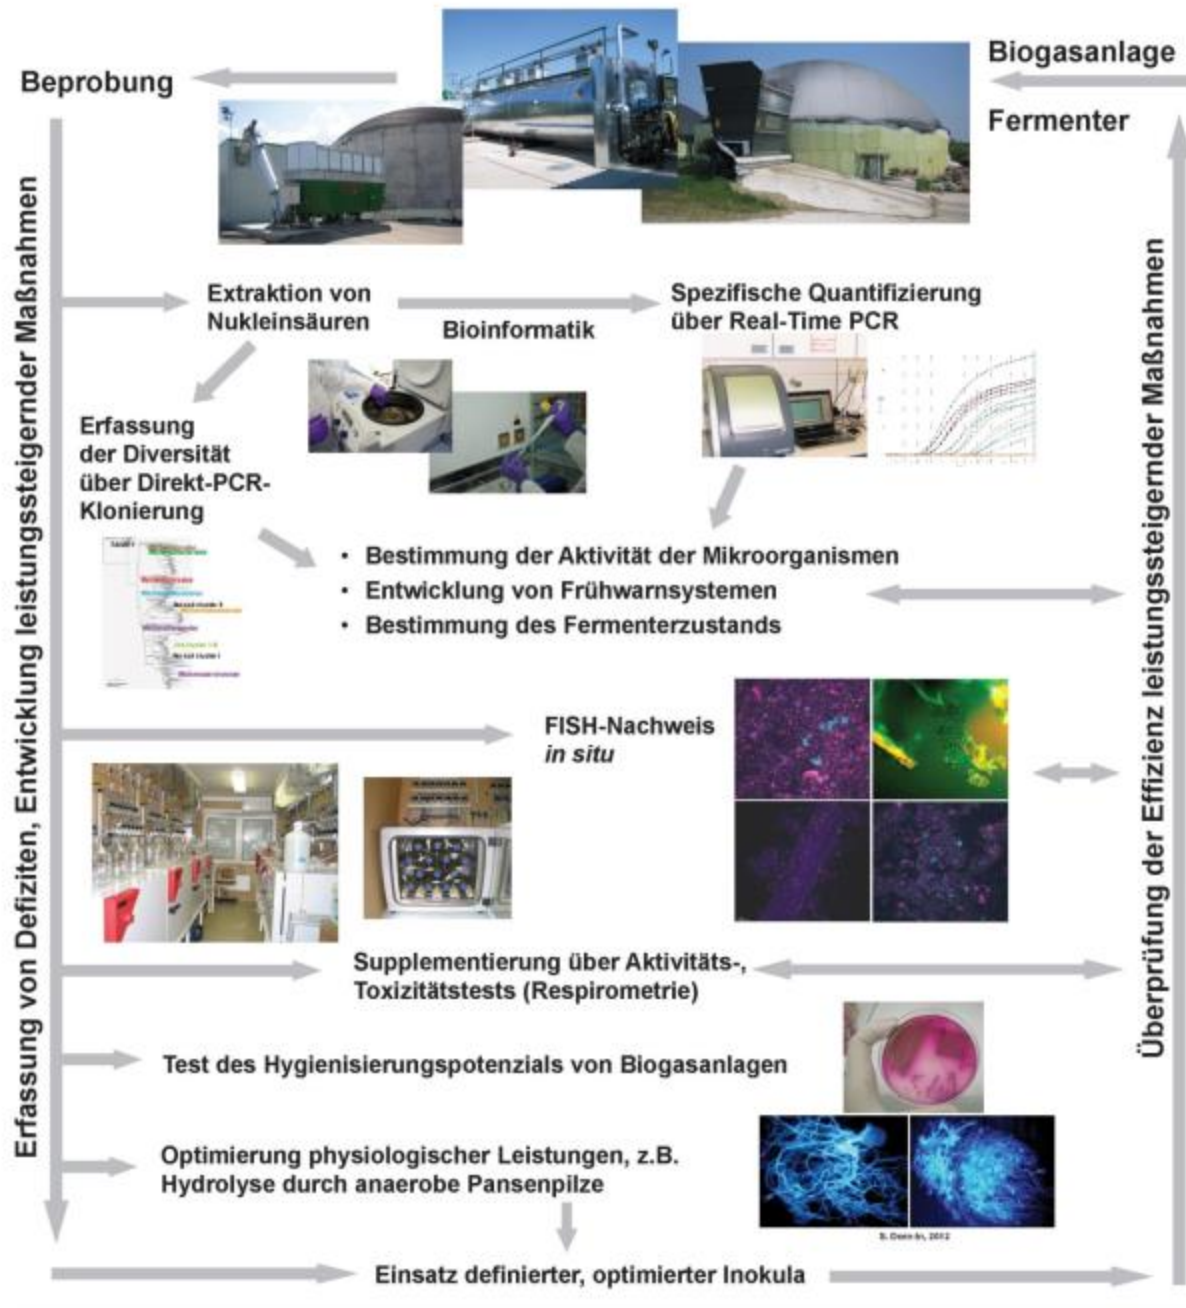 Biogasanlage
Beprobung
Fermenter
Erfassung von Defiziten, Entwicklung leistungssteigernder Maßnahmen
Überprüfung der Effizienz leistungssteigernder Maßnahmen
Extraktion von
Nukleinsäuren
Bioinformatik
Spezifische Quantifizierung
über Real-Time PCR
Erfassung
der Diversität
über Direkt-PCR-
Klonierung
• Bestimmung der Aktivität der Mikroorganismen
• Entwicklung von Frühwarnsystemen
• Bestimmung des Fermenterzustands
FISH-Nachweis
in situ
Supplementierung über Aktivitäts-,
Toxizitätstests (Respirometrie)
Test des Hygienisierungspotenzials von Biogasanlagen
Optimierung physiologischer Leistungen, z.B.
Hydrolyse durch anaerobe Pansenpilze
2012
Einsatz definierter, optimierter Inokula